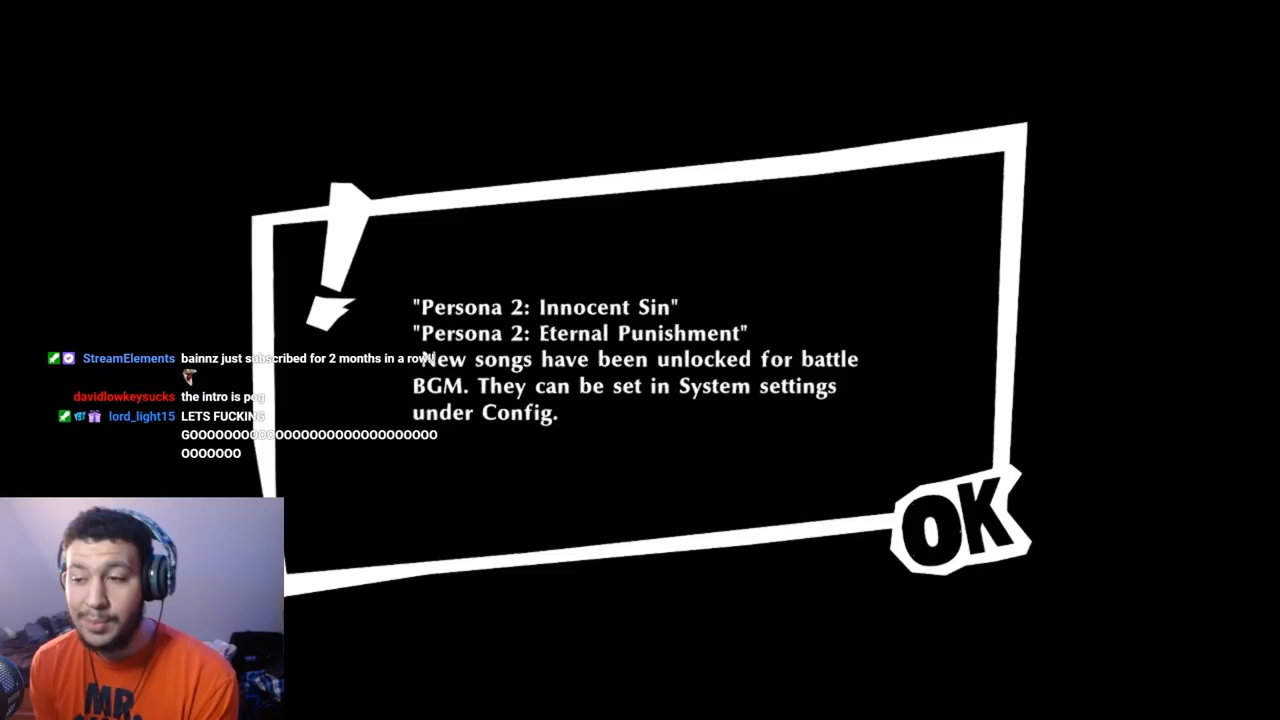 "Persona 2: Innocent Sin"
"Persona 2: Eternal Punishment"
New songs have been unlocked for battle
BGM. They can be set in System settings
under Config.
OK
StreamElements bainnz just subscribed for 2 months in a row!
davidlowkeysucks the intro is pog
lord_light15 LETS FUCKING
GOOOOOOOOOOOOOOOOOOOOOOOOOOOO
OOOOOOO
MR